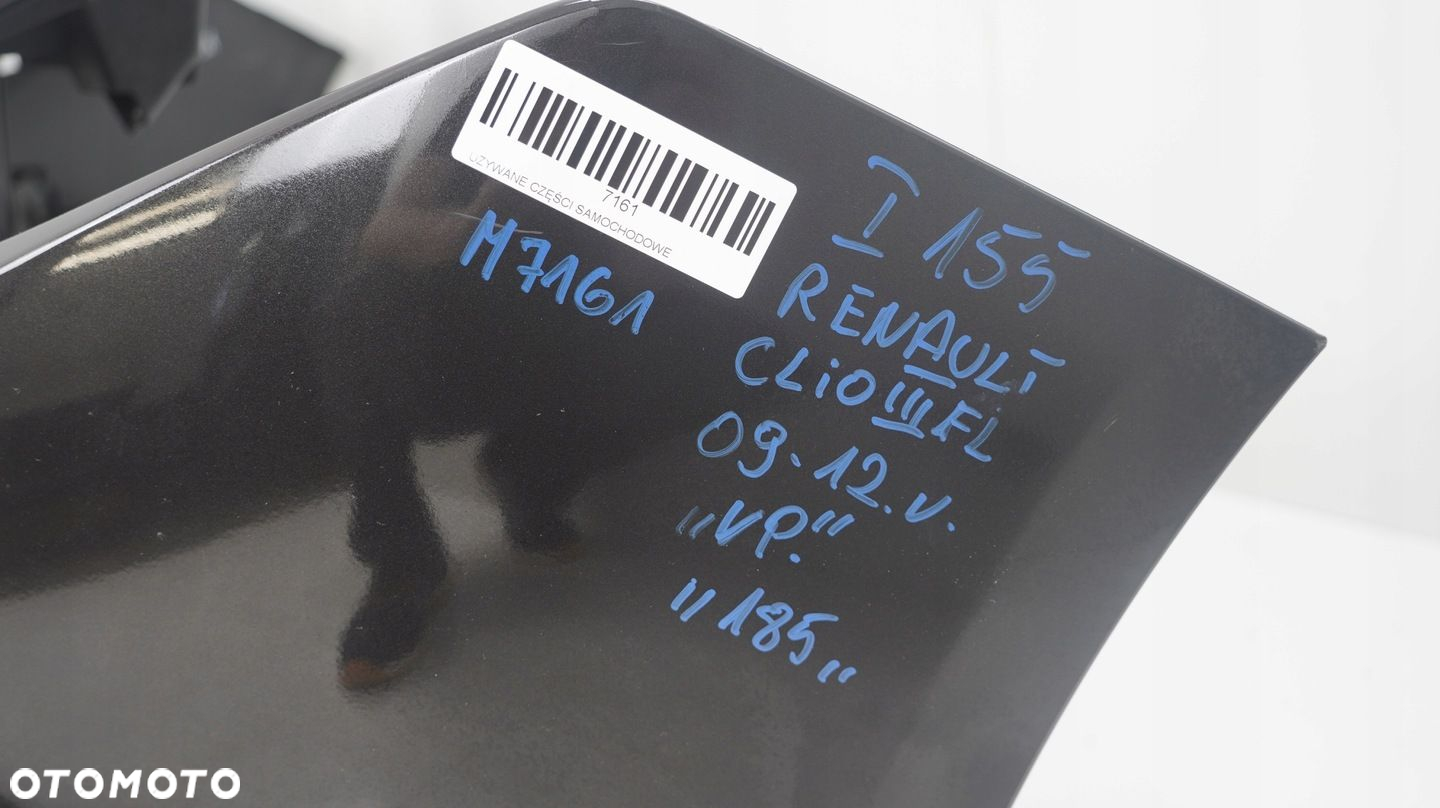 7161
UŻYWANE CZĘŚCI SAMOCHODOWE
M7161
I 155
RENAULT
CLIO III FL
09-12.v.
„VP.“
"185"
OTOMOTO